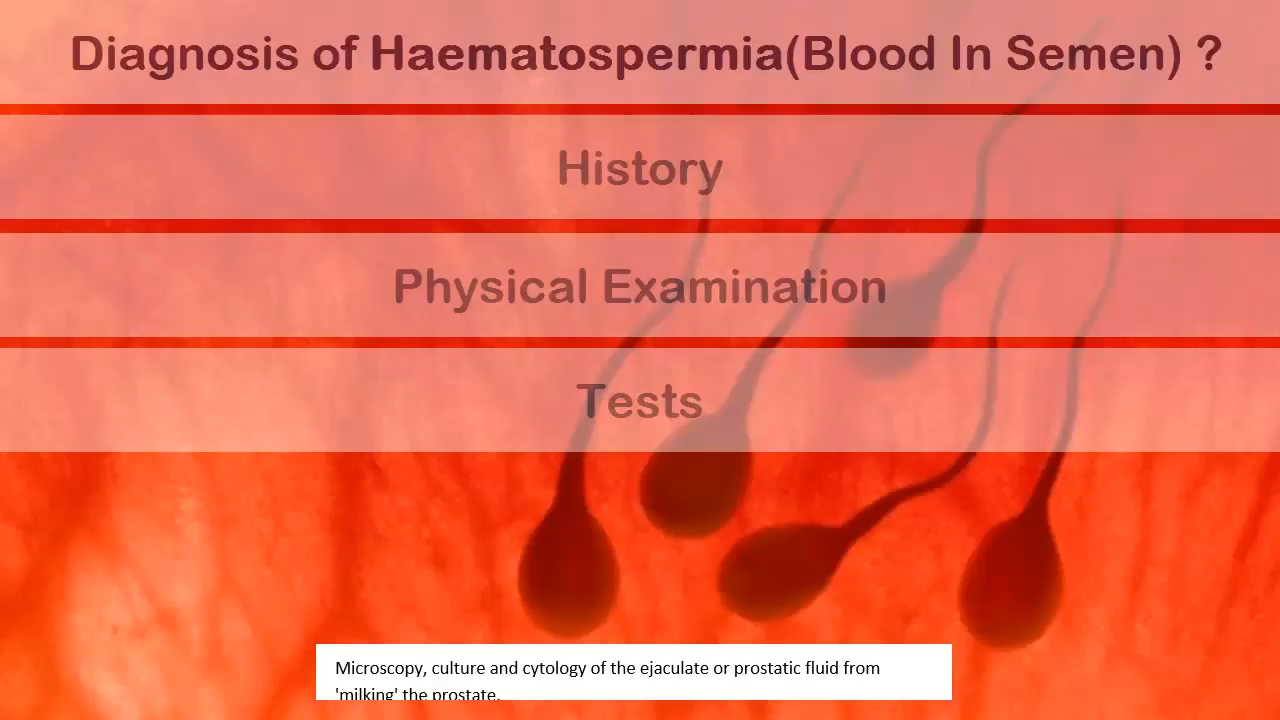 Diagnosis of Haematospermia(Blood In Semen) ?
History
Physical Examination
Tests
Microscopy, culture and cytology of the ejaculate or prostatic fluid from
'milking' the prostate.